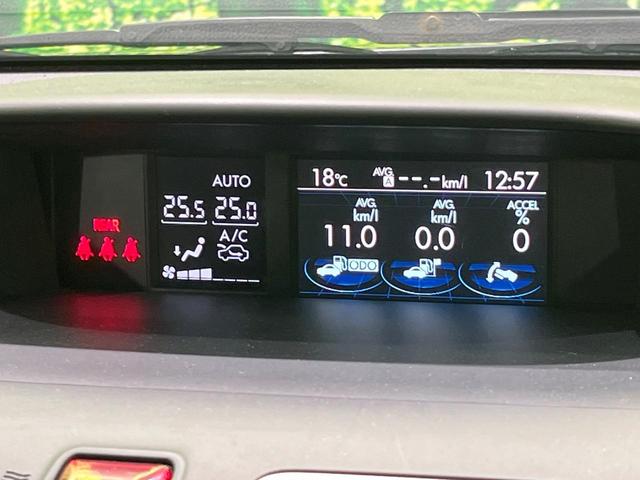 AUTO
25.5 25.0
A/C
REAR
18°C AVG. A --.- km/l 12:57
AVG. km/l AVG. km/l ACCEL %
11.0 0.0 0
ODO